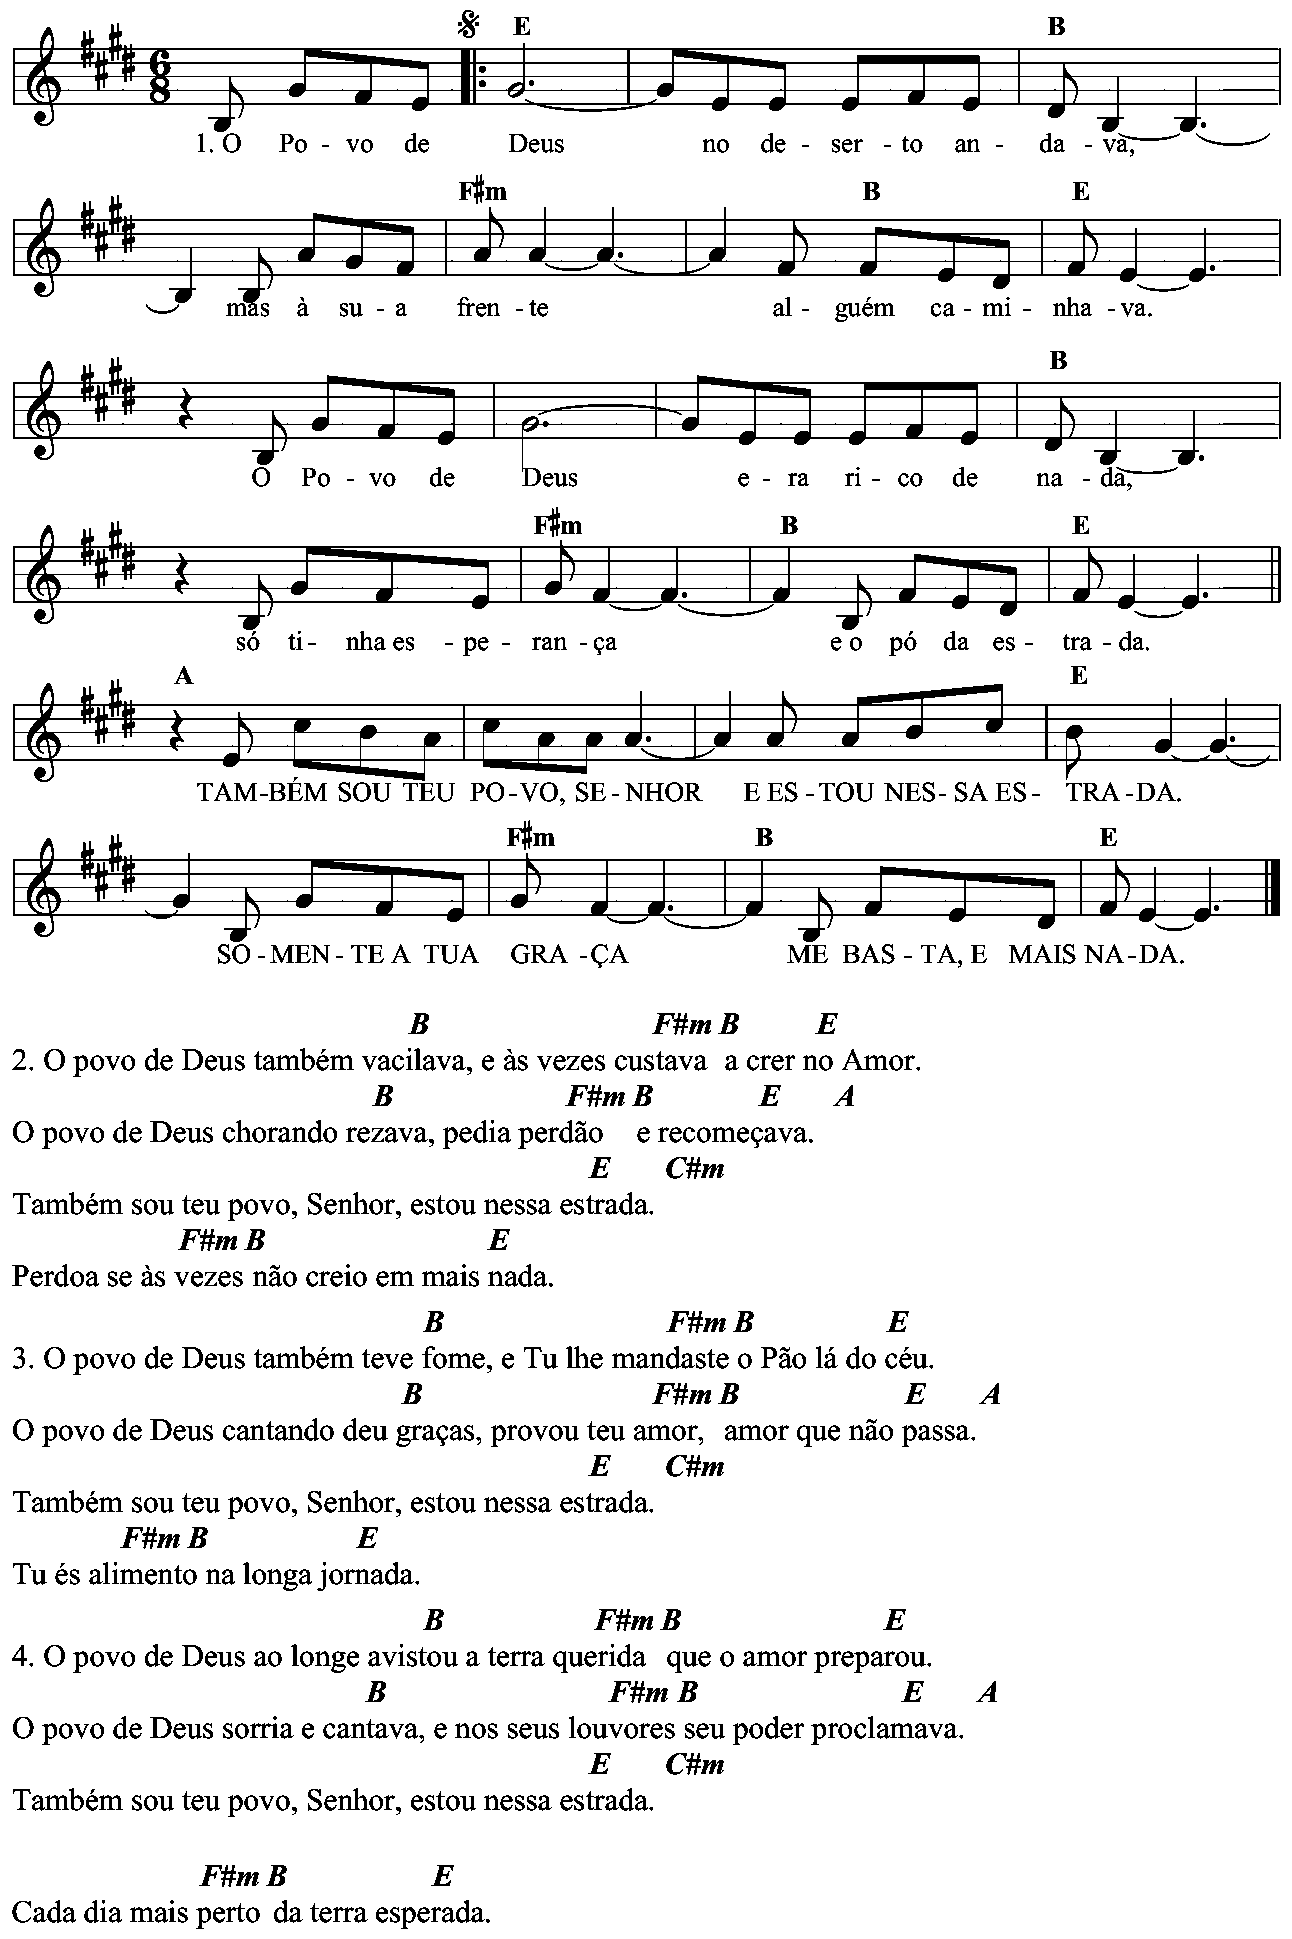 E B
1. O Po - vo de Deus no de - ser - to an - da - va,
F#m B E
mas à su - a fren - te al - guém ca - mi - nha - va.
B
O Po - vo de Deus e - ra ri - co de na - da,
F#m B E
só ti - nha es - pe - ran - ça e o pó da es - tra - da.
A E
TAM-BÉM SOU TEU PO-VO, SE-NHOR E ES-TOU NES-SA ES- TRA-DA.
F#m B E
SO-MEN-TE A TUA GRA-ÇA ME BAS-TA, E MAIS NA-DA.
B F#m B E
2. O povo de Deus também vacilava, e às vezes custava a crer no Amor.
B F#m B E A
O povo de Deus chorando rezava, pedia perdão e recomeçava.
E C#m
Também sou teu povo, Senhor, estou nessa estrada.
F#m B E
Perdoa se às vezes não creio em mais nada.
B F#m B E
3. O povo de Deus também teve fome, e Tu lhe mandaste o Pão lá do céu.
B F#m B E A
O povo de Deus cantando deu graças, provou teu amor, amor que não passa.
E C#m
Também sou teu povo, Senhor, estou nessa estrada.
F#m B E
Tu és alimento na longa jornada.
B F#m B E
4. O povo de Deus ao longe avistou a terra querida que o amor preparou.
B F#m B E A
O povo de Deus sorria e cantava, e nos seus louvores seu poder proclamava.
E C#m
Também sou teu povo, Senhor, estou nessa estrada.
F#m B E
Cada dia mais perto da terra esperada.